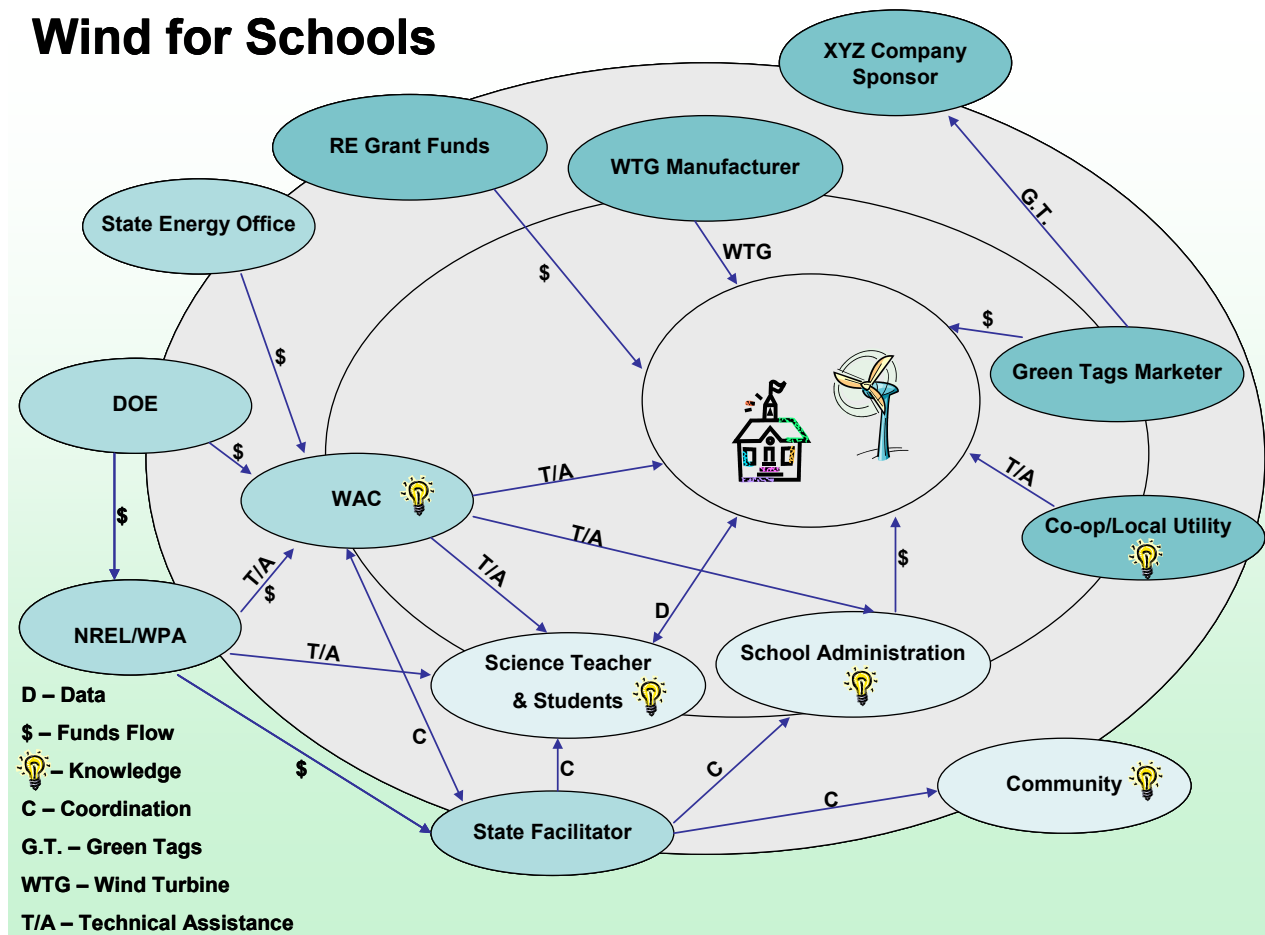 Wind for Schools
XYZ Company
Sponsor
RE Grant Funds
WTG Manufacturer
State Energy Office
G.T.
WTG
$
$
$
Green Tags Marketer
DOE
$
WAC
T/A
T/A
Co-op/Local Utility
$
T/A
$
T/A
T/A
$
D
NREL/WPA
T/A
Science Teacher
& Students
School Administration
D – Data
$ – Funds Flow
– Knowledge
C – Coordination
G.T. – Green Tags
WTG – Wind Turbine
T/A – Technical Assistance
$
C
C
C
C
Community
State Facilitator